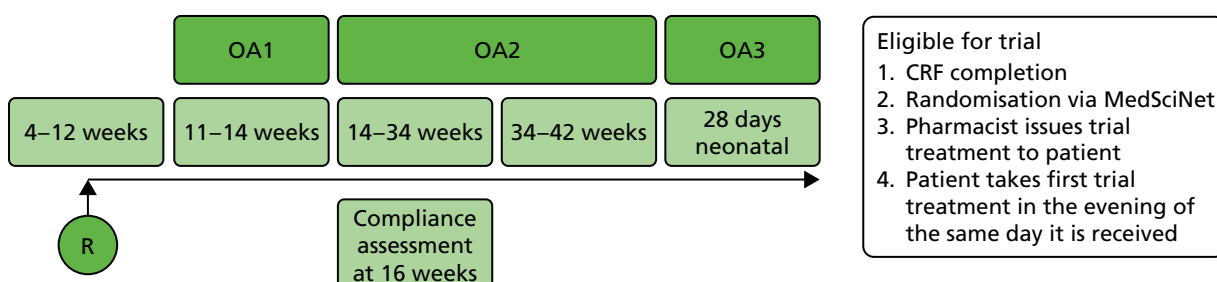 OA1
OA2
OA3
4–12 weeks
11–14 weeks
14–34 weeks
34–42 weeks
28 days
neonatal
R
Compliance
assessment
at 16 weeks
Eligible for trial
1. CRF completion
2. Randomisation via MedSciNet
3. Pharmacist issues trial
treatment to patient
4. Patient takes first trial
treatment in the evening of
the same day it is received